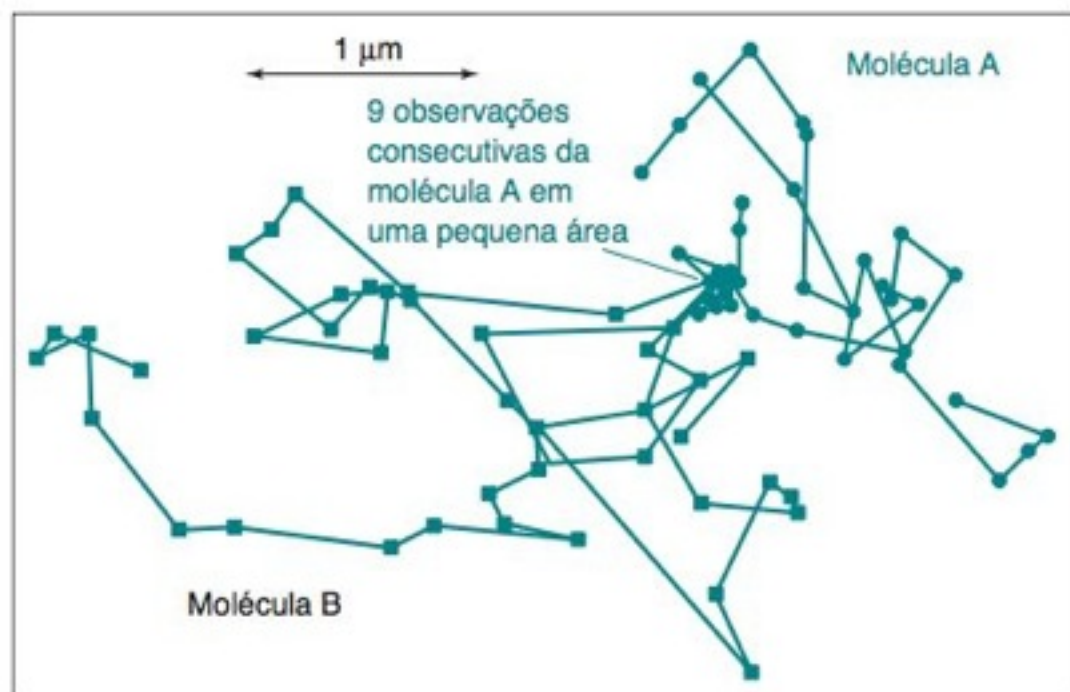 1 μm
Molécula A
9 observações
consecutivas da
molécula A em
uma pequena área
Molécula B